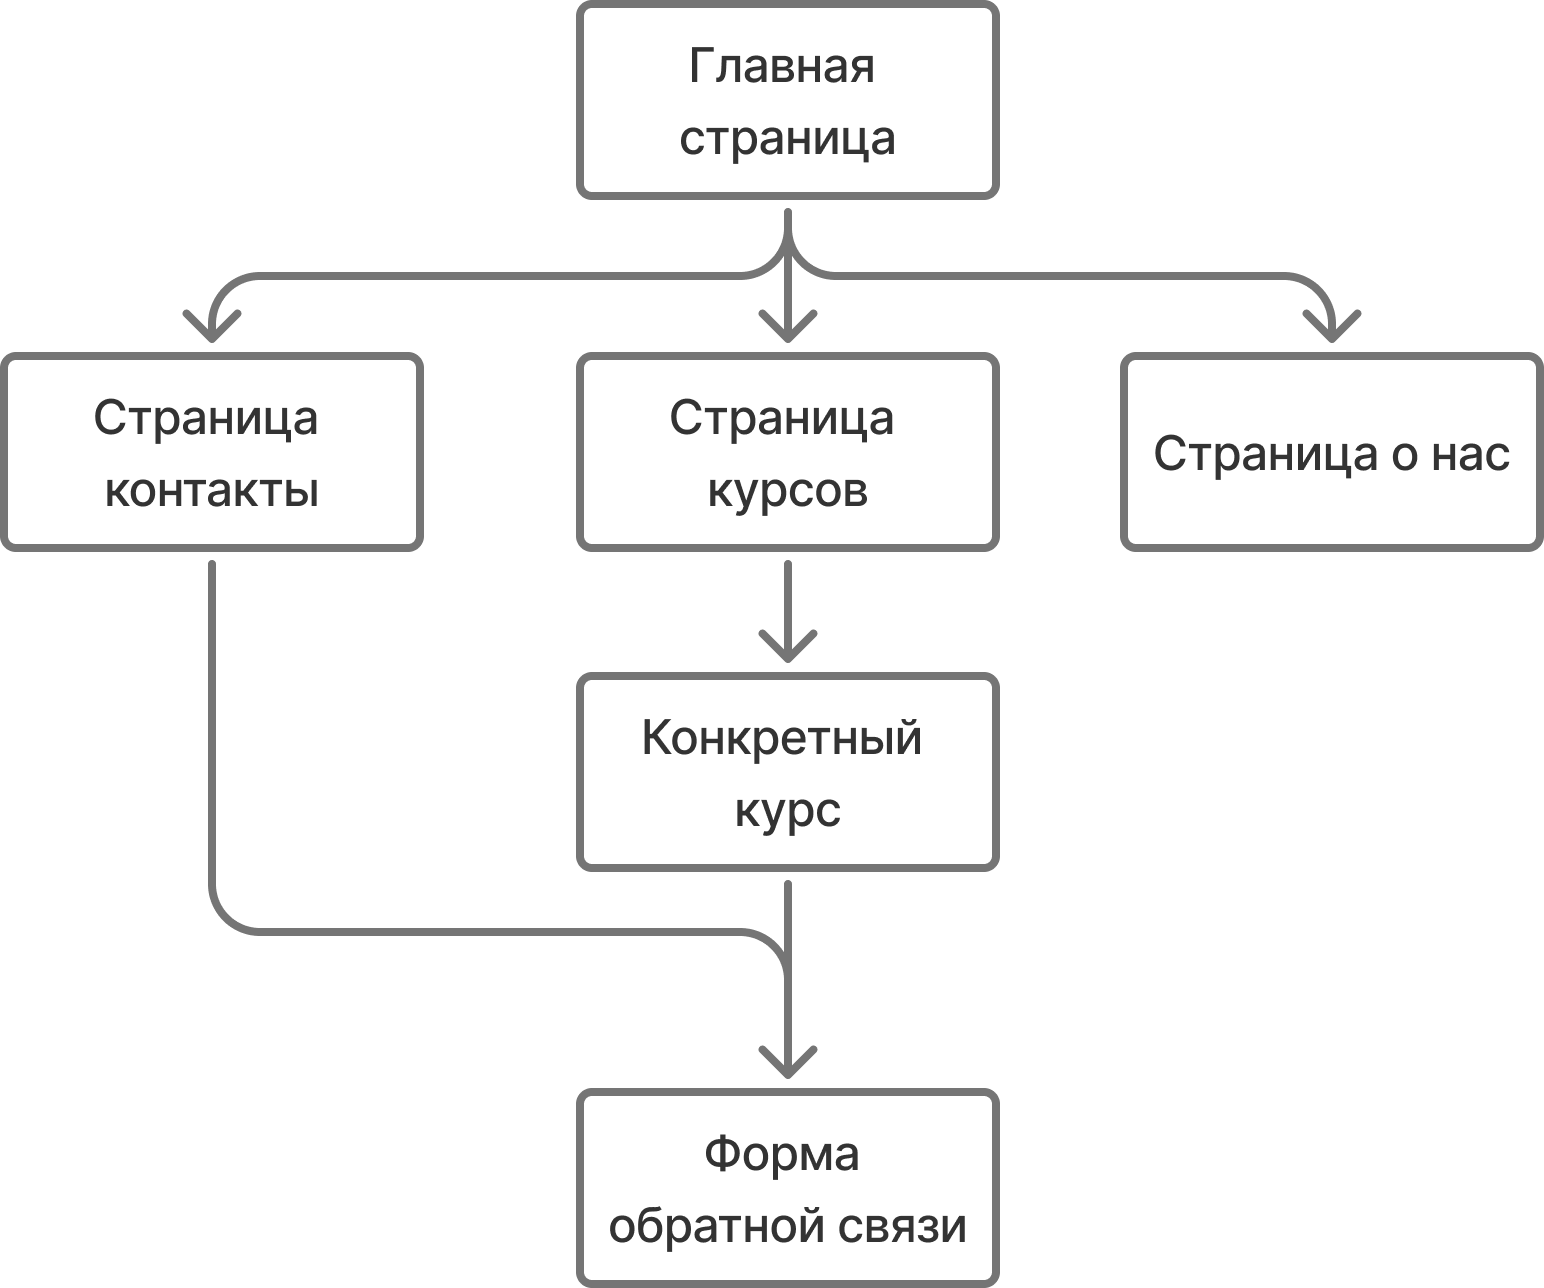 Главная
страница
Страница
контакты
Страница
курсов
Страница о нас
Конкретный
курс
Форма
обратной связи